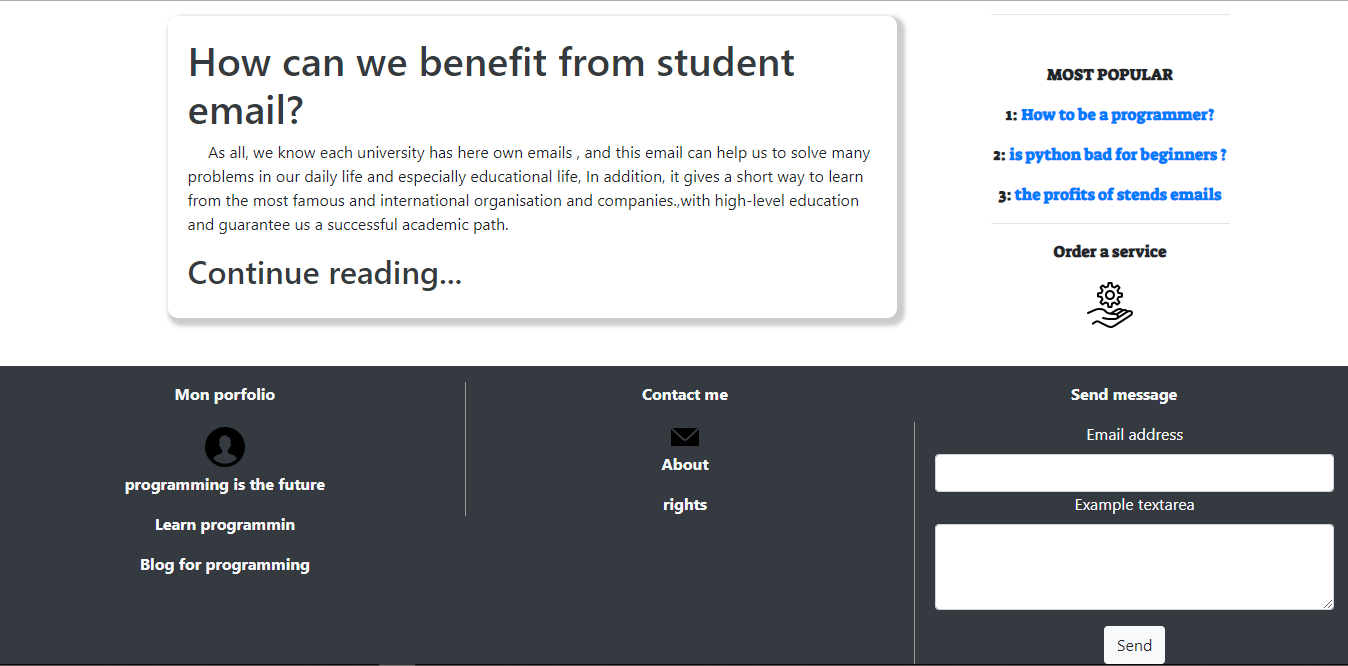 How can we benefit from student
email?
As all, we know each university has here own emails , and this email can help us to solve many
problems in our daily life and especially educational life, In addition, it gives a short way to learn
from the most famous and international organisation and companies.,with high-level education
and guarantee us a successful academic path.
Continue reading...
MOST POPULAR
1: How to be a programmer?
2: is python bad for beginners ?
3: the profits of stends emails
Order a service
Mon porfolio
programming is the future
Learn programmin
Blog for programming
Contact me
About
rights
Send message
Email address
Example textarea
Send